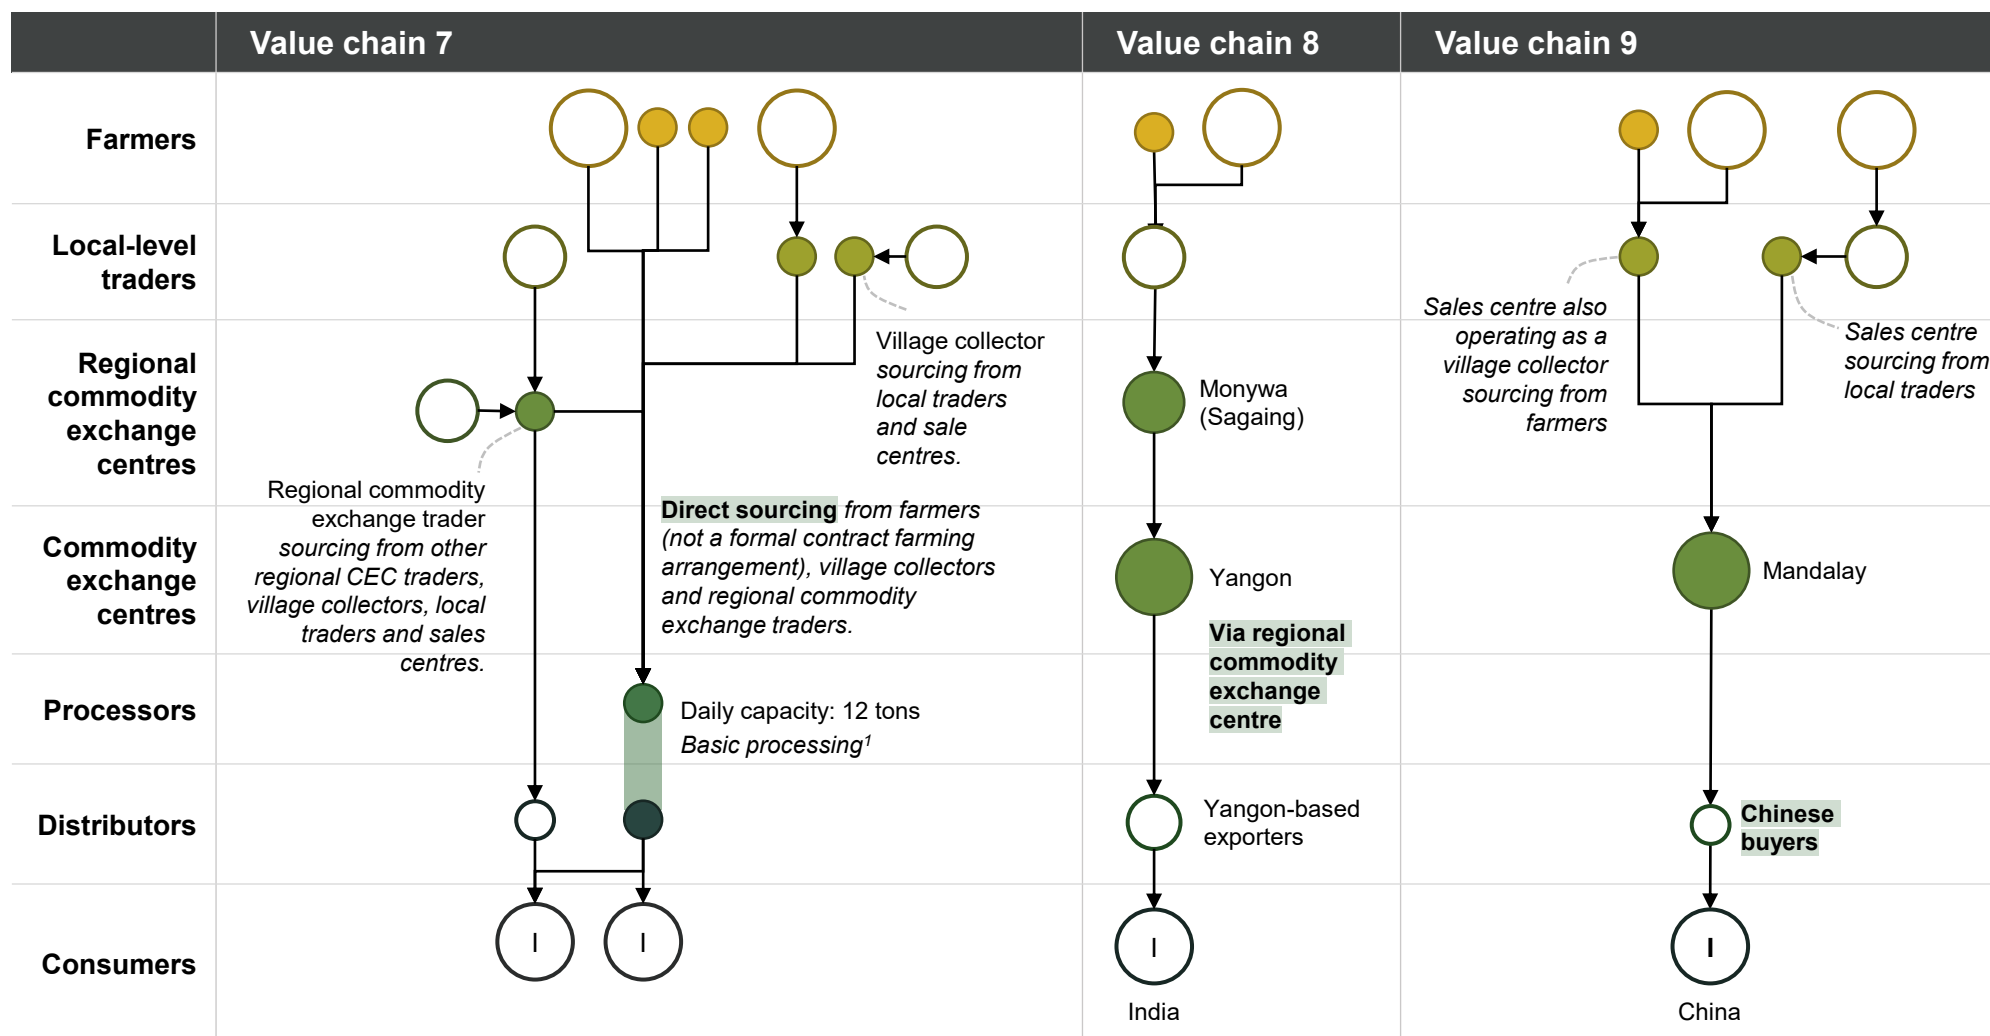 Value chain 7
Value chain 8
Value chain 9
Farmers
Local-level
traders
Village collector
sourcing from
local traders
and sale
centres.
Sales centre also
operating as a
village collector
sourcing from
farmers
Sales centre
sourcing from
local traders
Regional
commodity
exchange
centres
Monywa
(Sagaing)
Regional commodity
exchange trader
sourcing from other
regional CEC traders,
village collectors, local
traders and sales
centres.
Direct sourcing from farmers
(not a formal contract farming
arrangement), village collectors
and regional commodity
exchange traders.
Commodity
exchange
centres
Yangon
Mandalay
Via regional
commodity
exchange
centre
Processors
Daily capacity: 12 tons
Basic processing¹
Distributors
Yangon-based
exporters
Chinese
buyers
Consumers
I
I
I
I
India
China